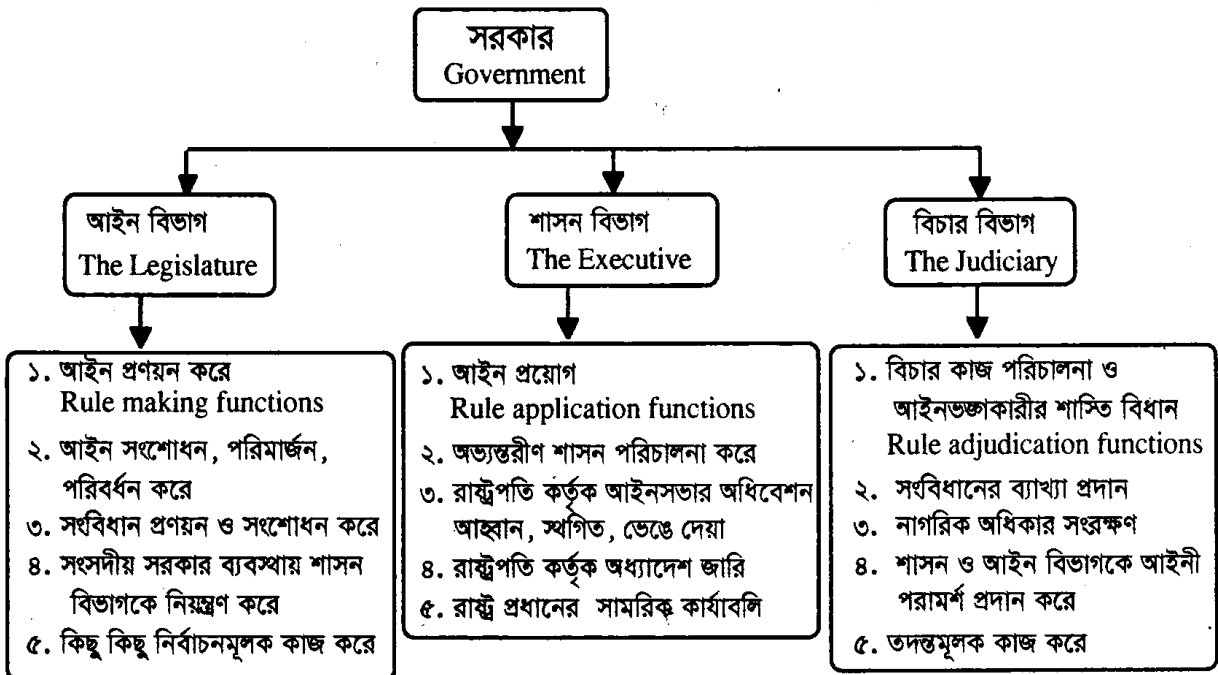 সরকার
Government
আইন বিভাগ
The Legislature
শাসন বিভাগ
The Executive
বিচার বিভাগ
The Judiciary
১. আইন প্রণয়ন করে
Rule making functions
২. আইন সংশোধন, পরিমার্জন,
পরিবর্ধন করে
৩. সংবিধান প্রণয়ন ও সংশোধন করে
৪. সংসদীয় সরকার ব্যবস্থায় শাসন
বিভাগকে নিয়ন্ত্রণ করে
৫. কিছু কিছু নির্বাচনমূলক কাজ করে
১. আইন প্রয়োগ
Rule application functions
২. অভ্যন্তরীণ শাসন পরিচালনা করে
৩. রাষ্ট্রপতি কর্তৃক আইনসভার অধিবেশন
আহ্বান, স্থগিত, ভেঙে দেয়া
৪. রাষ্ট্রপতি কর্তৃক অধ্যাদেশ জারি
৫. রাষ্ট্র প্রধানের সামরিক কার্যাবলি
১. বিচার কাজ পরিচালনা ও
আইনভঙ্গকারীর শাস্তি বিধান
Rule adjudication functions
২. সংবিধানের ব্যাখ্যা প্রদান
৩. নাগরিক অধিকার সংরক্ষণ
৪. শাসন ও আইন বিভাগকে আইনী
পরামর্শ প্রদান করে
৫. তদন্তমূলক কাজ করে